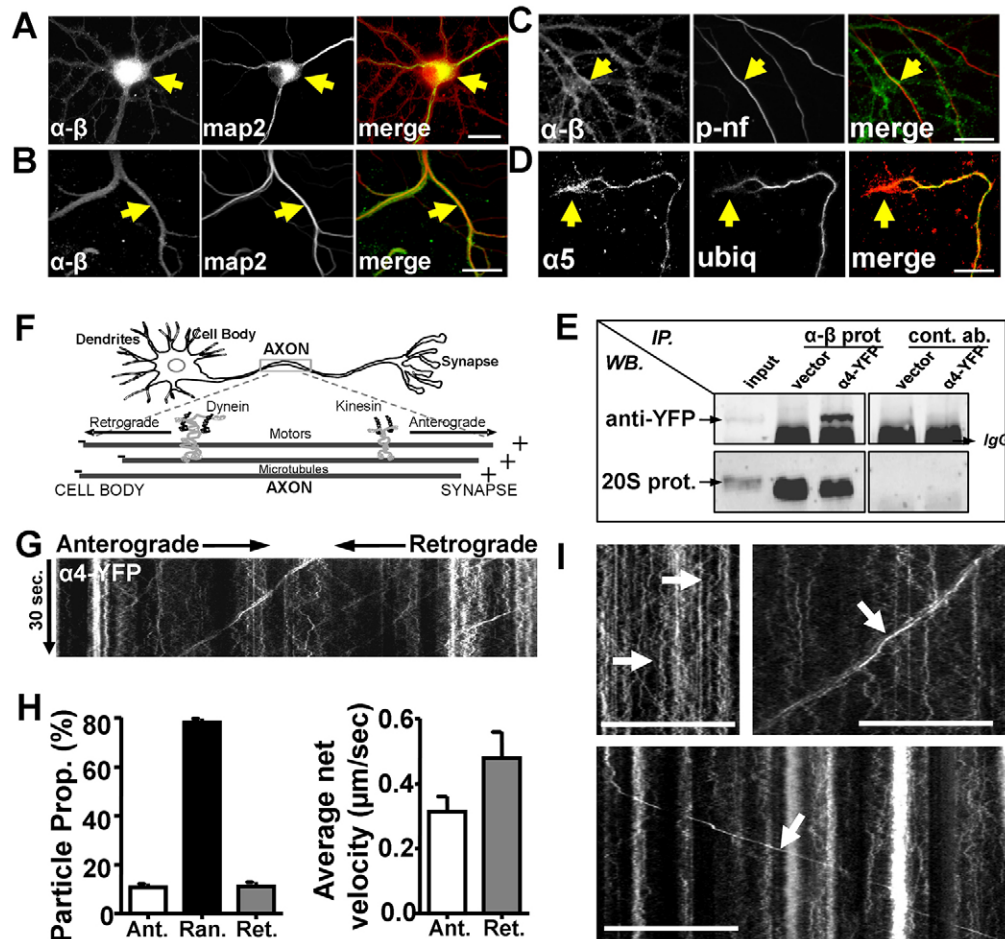 A
α-β
map2
merge
B
α-β
map2
merge
C
α-β
p-nf
merge
D
α5
ubiq
merge
F
Dendrites
Cell Body
AXON
Synapse
Retrograde
Dynein
Kinesin
Anterograde
Motors
+
+
Microtubules
+
CELL BODY
AXON
SYNAPSE
E
IP.
WB.
α-β prot
cont. ab.
input
vector
α4-YFP
vector
α4-YFP
anti-YFP
IgG
20S prot.
G
Anterograde
Retrograde
α4-YFP
30 sec.
H
Particle Prop. (%)
80
60
40
20
0
Ant.
Ran.
Ret.
Average net
velocity (μm/sec)
0.6
0.4
0.2
0.0
Ant.
Ret.
I